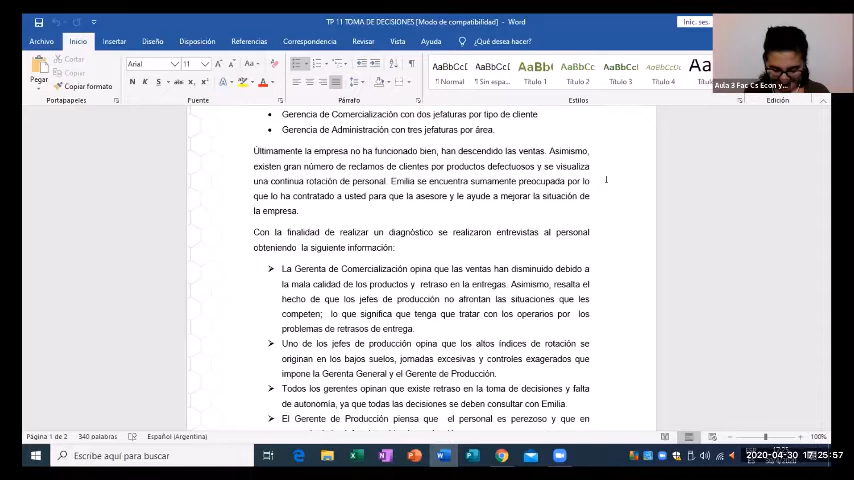 TP 11 TOMA DE DECISIONES [Modo de compatibilidad] - Word
Inic. ses.
Archivo Inicio Insertar Diseño Disposición Referencias Correspondencia Revisar Vista Ayuda ¿Qué desea hacer?
Pegar
Cortar
Copiar
Copiar formato
Portapapeles
Arial 11
Fuente
Párrafo
AaBbCcDc AaBbCcDc AaBbC AaBbCc AaBbCcD AaBbCcD AaBbCcD
¶ Normal ¶ Sin espa... Título 1 Título 2 Título 3 Título 4 Título 5
Estilos
Edición
Aula 3 Fac Cs Econ y...
Gerencia de Comercialización con dos jefaturas por tipo de cliente
Gerencia de Administración con tres jefaturas por área.
Últimamente la empresa no ha funcionado bien, han descendido las ventas. Asimismo,
existen gran número de reclamos de clientes por productos defectuosos y se visualiza
una continua rotación de personal. Emilia se encuentra sumamente preocupada por lo
que lo ha contratado a usted para que la asesore y le ayude a mejorar la situación de
la empresa.
Con la finalidad de realizar un diagnóstico se realizaron entrevistas al personal
obteniendo la siguiente información:
La Gerenta de Comercialización opina que las ventas han disminuido debido a
la mala calidad de los productos y retraso en la entregas. Asimismo, resalta el
hecho de que los jefes de producción no afrontan las situaciones que les
competen; lo que significa que tenga que tratar con los operarios por los
problemas de retrasos de entrega.
Uno de los jefes de producción opina que los altos índices de rotación se
originan en los bajos suelos, jornadas excesivas y controles exagerados que
impone la Gerenta General y el Gerente de Producción.
Todos los gerentes opinan que existe retraso en la toma de decisiones y falta
de autonomía, ya que todas las decisiones se deben consultar con Emilia.
El Gerente de Producción piensa que el personal es perezoso y que en
Página 1 de 2 340 palabras Español (Argentina) 100%
Escribe aquí para buscar
2020-04-30 17:25:57